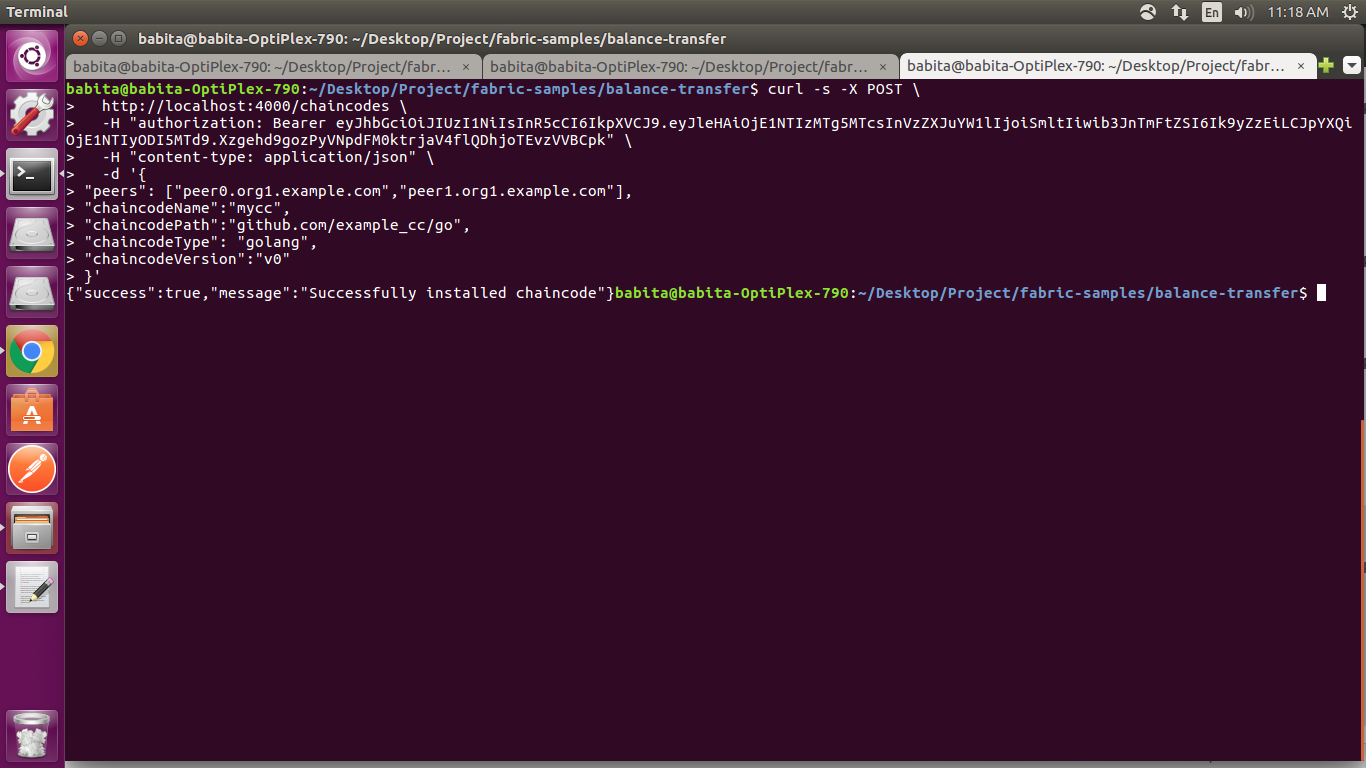 Terminal
En
11:18 AM
babita@babita-OptiPlex-790: ~/Desktop/Project/fabric-samples/balance-transfer
babita@babita-OptiPlex-790: ~/Desktop/Project/fabr... × babita@babita-OptiPlex-790: ~/Desktop/Project/fabr... × babita@babita-OptiPlex-790: ~/Desktop/Project/fabr... ×
babita@babita-OptiPlex-790:~/Desktop/Project/fabric-samples/balance-transfer$ curl -s -X POST \
>   http://localhost:4000/chaincodes \
>   -H "authorization: Bearer eyJhbGciOiJIUzI1NiIsInR5cCI6IkpXVCJ9.eyJleHAiOjE1NTIzMTg5MTcsInVzZXJuYW1lIjoiSmltIiwib3JnTmFtZSI6Ik9yZzEiLCJpYXQi
OjE1NTIyODI5MTd9.Xzgehd9gozPyVNpdFM0ktrjaV4flQDhjoTEvzVVBCpk" \
>   -H "content-type: application/json" \
>   -d '{
> "peers": ["peer0.org1.example.com","peer1.org1.example.com"],
> "chaincodeName":"mycc",
> "chaincodePath":"github.com/example_cc/go",
> "chaincodeType": "golang",
> "chaincodeVersion":"v0"
> }'
{"success":true,"message":"Successfully installed chaincode"}babita@babita-OptiPlex-790:~/Desktop/Project/fabric-samples/balance-transfer$